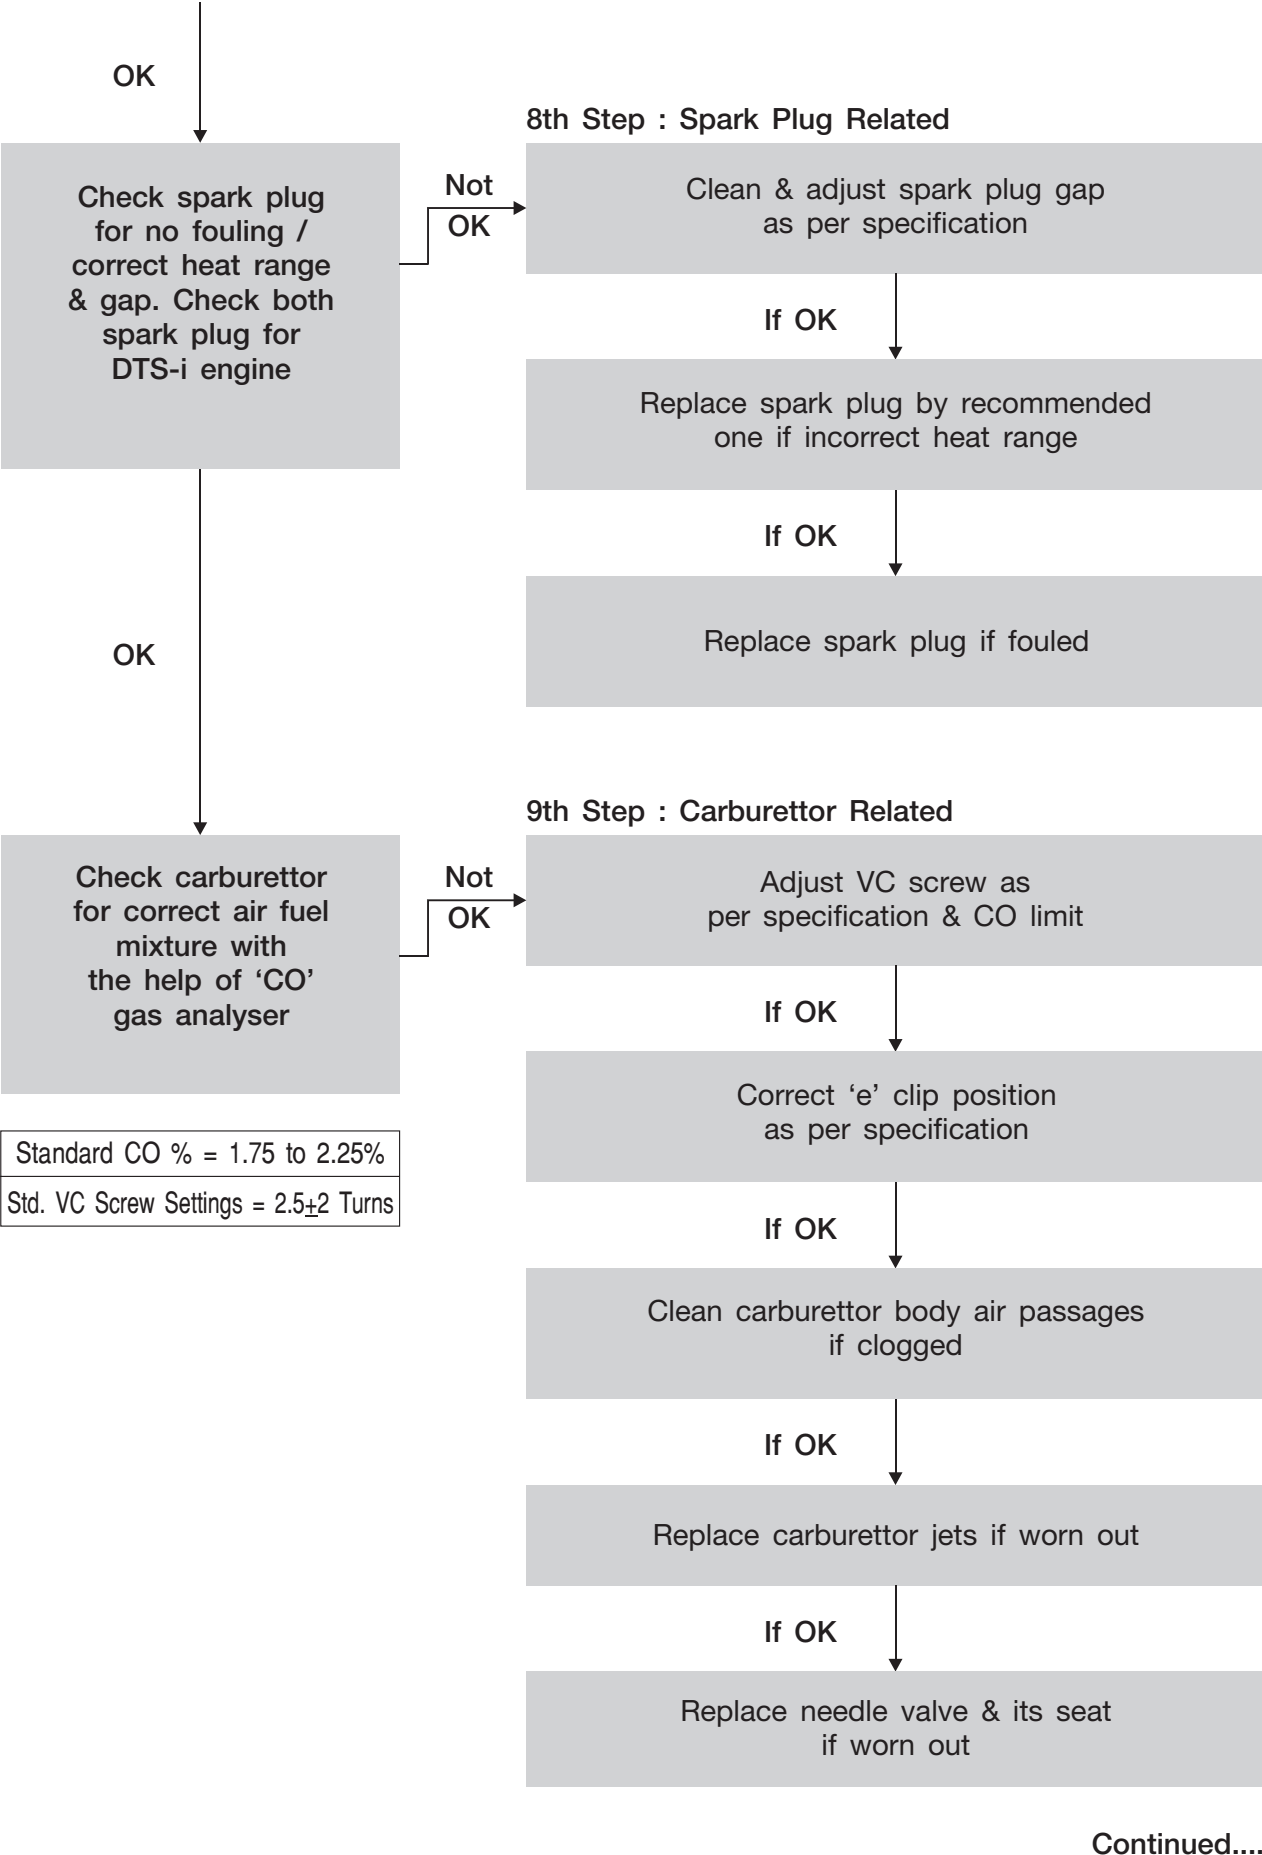 OK
8th Step : Spark Plug Related
Check spark plug
for no fouling /
correct heat range
& gap. Check both
spark plug for
DTS-i engine
Not
OK
Clean & adjust spark plug gap
as per specification
If OK
Replace spark plug by recommended
one if incorrect heat range
If OK
Replace spark plug if fouled
OK
9th Step : Carburettor Related
Check carburettor
for correct air fuel
mixture with
the help of ‘CO’
gas analyser
Not
OK
Adjust VC screw as
per specification & CO limit
If OK
Correct ‘e’ clip position
as per specification
Standard CO % = 1.75 to 2.25%
Std. VC Screw Settings = 2.5±2 Turns
If OK
Clean carburettor body air passages
if clogged
If OK
Replace carburettor jets if worn out
If OK
Replace needle valve & its seat
if worn out
Continued....